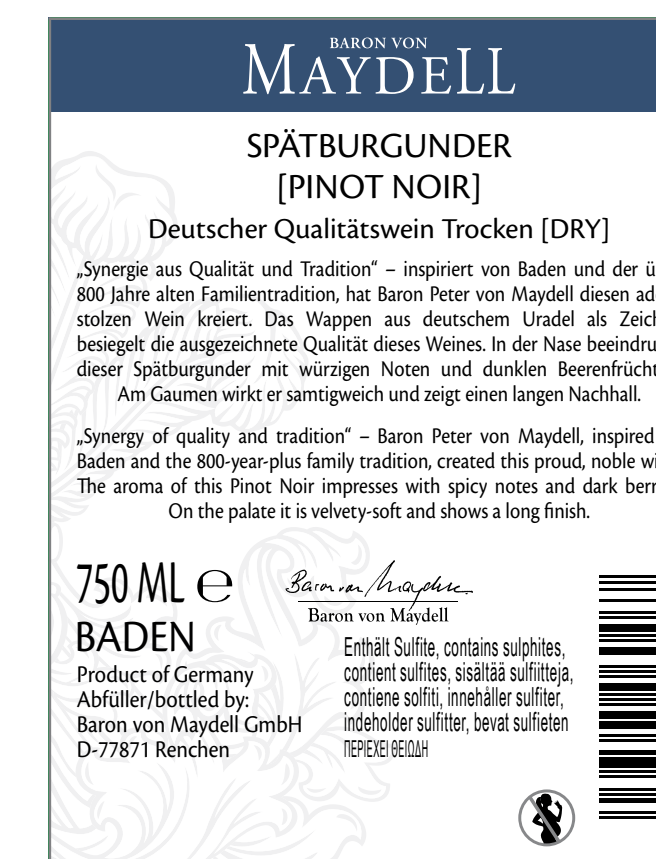 BARON VON
MAYDELL
SPÄTBURGUNDER
[PINOT NOIR]
Deutscher Qualitätswein Trocken [DRY]
„Synergie aus Qualität und Tradition“ – inspiriert von Baden und der
800 Jahre alten Familientradition, hat Baron Peter von Maydell diesen
stolzen Wein kreiert. Das Wappen aus deutschem Uradel als
besiegelt die ausgezeichnete Qualität dieses Weines. In der Nase
dieser Spätburgunder mit würzigen Noten und dunklen
Am Gaumen wirkt er samtigweich und zeigt einen langen Nachhall.
„Synergy of quality and tradition“ – Baron Peter von Maydell, inspired
Baden and the 800-year-plus family tradition, created this proud, noble
The aroma of this Pinot Noir impresses with spicy notes and dark
On the palate it is velvety-soft and shows a long finish.
750 ML ℮
BADEN
Product of Germany
Abfüller/bottled by:
Baron von Maydell GmbH
D-77871 Renchen
Baron von Maydell
Baron von Maydell
Enthält Sulfite, contains sulphites,
contient sulfites, sisältää sulfiitteja,
contiene solfiti, innehåller sulfiter,
indeholder sulfitter, bevat sulfieten
ΠΕΡΙΕΧΕΙ ΘΕΙΩΔΗ